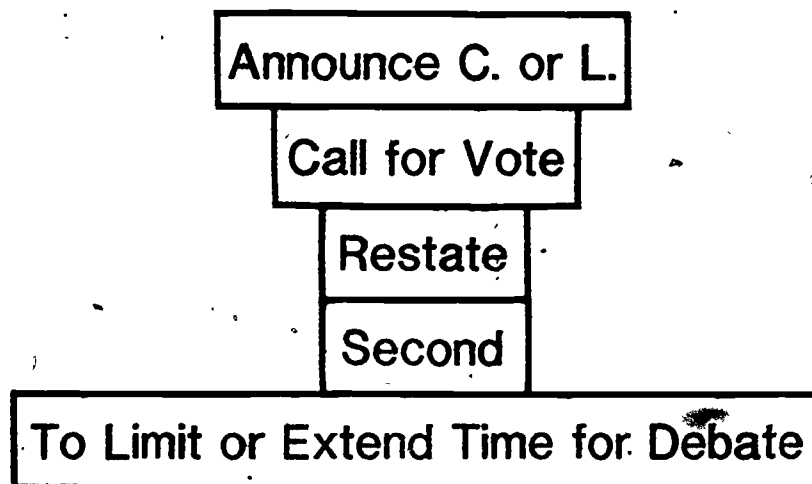 Announce C. or L.
Call for Vote
Restate
Second
To Limit or Extend Time for Debate